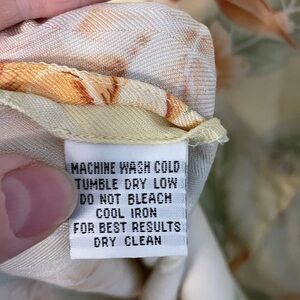 MACHINE WASH COLD
TUMBLE DRY LOW
DO NOT BLEACH
COOL IRON
FOR BEST RESULTS
DRY CLEAN